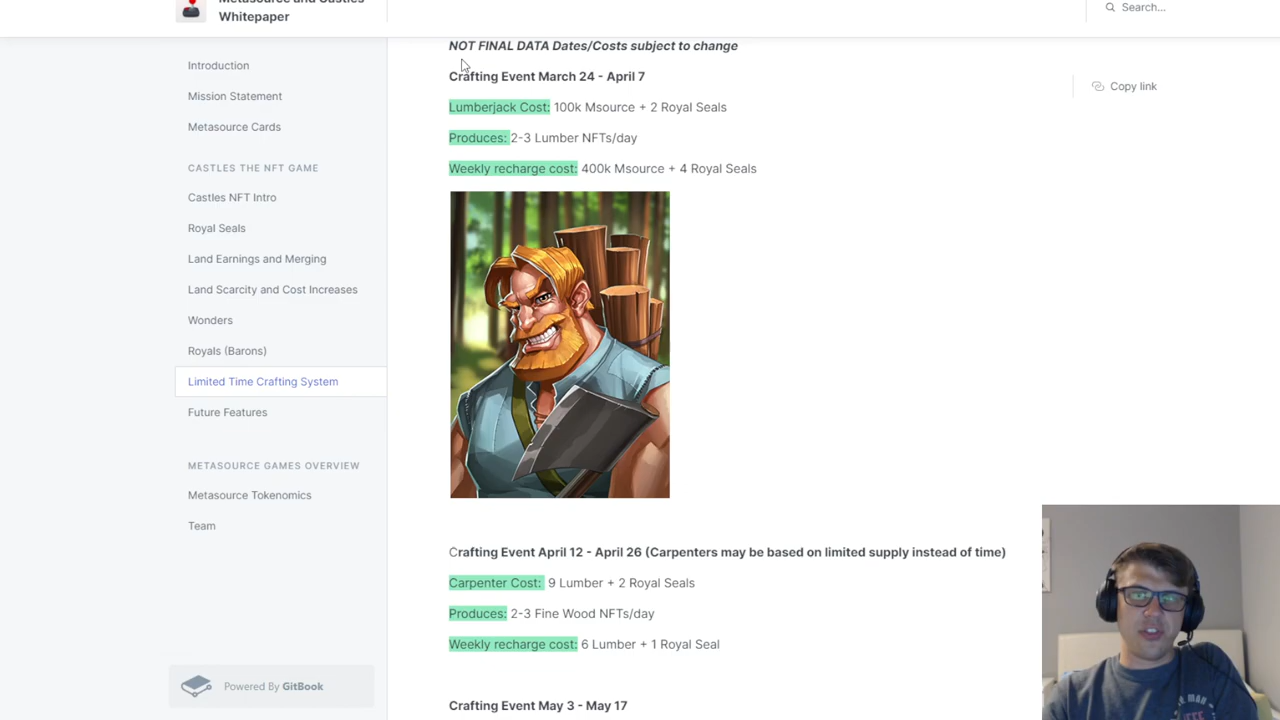 Metasource and Castles
Whitepaper
Search...
Introduction
Mission Statement
Metasource Cards
CASTLES THE NFT GAME
Castles NFT Intro
Royal Seals
Land Earnings and Merging
Land Scarcity and Cost Increases
Wonders
Royals (Barons)
Limited Time Crafting System
Future Features
METASOURCE GAMES OVERVIEW
Metasource Tokenomics
Team
Powered By GitBook
NOT FINAL DATA Dates/Costs subject to change
Crafting Event March 24 - April 7
Lumberjack Cost: 100k Msource + 2 Royal Seals
Produces: 2-3 Lumber NFTs/day
Weekly recharge cost: 400k Msource + 4 Royal Seals
Crafting Event April 12 - April 26 (Carpenters may be based on limited supply instead of time)
Carpenter Cost: 9 Lumber + 2 Royal Seals
Produces: 2-3 Fine Wood NFTs/day
Weekly recharge cost: 6 Lumber + 1 Royal Seal
Crafting Event May 3 - May 17
Copy link